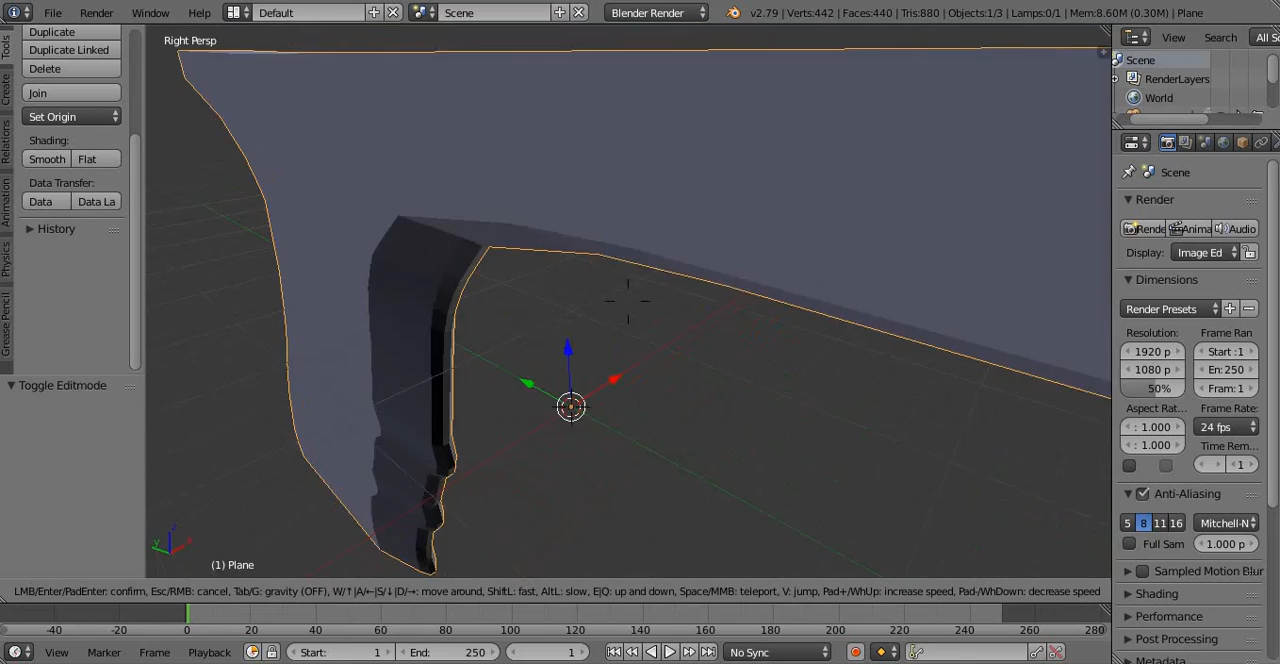 File Render Window Help Default Scene Blender Render v2.79 | Verts:442 | Faces:440 | Tris:880 | Objects:1/3 | Lamps:0/1 | Mem:8.60M (0.30M) | Plane
Duplicate
Duplicate Linked
Delete
Join
Set Origin
Shading:
Smooth Flat
Data Transfer:
Data Data La
History
Toggle Editmode
Tools
Create
Relations
Animation
Physics
Grease Pencil
Right Persp
(1) Plane
LMB/Enter/PadEnter: confirm, Esc/RMB: cancel, Tab/G: gravity (OFF), W/↑|A/←|S/↓|D/→: move around, Shift: fast, Alt: slow, E|Q: up and down, Space/MMB: teleport, V: jump, Pad+/WhUp: increase speed, Pad-/WhDown: decrease speed
View Search All S
Scene
RenderLayers
World
Scene
Render
Rende Anima Audio
Display: Image Ed
Dimensions
Render Presets
Resolution: Frame Ran
1920 p Start :1
1080 p En: 250
50% Fram: 1
Aspect Rat... Frame Rate:
: 1.000 24 fps
: 1.000 Time Rem...
1
Anti-Aliasing
5 8 11 16 Mitchell-N
Full Sam 1.000 p
Sampled Motion Blur
Shading
Performance
Post Processing
Metadata
-40 -20 0 20 40 60 80 100 120 140 160 180 200 220 240 260 280
View Marker Frame Playback Start: 1 End: 250 1 No Sync